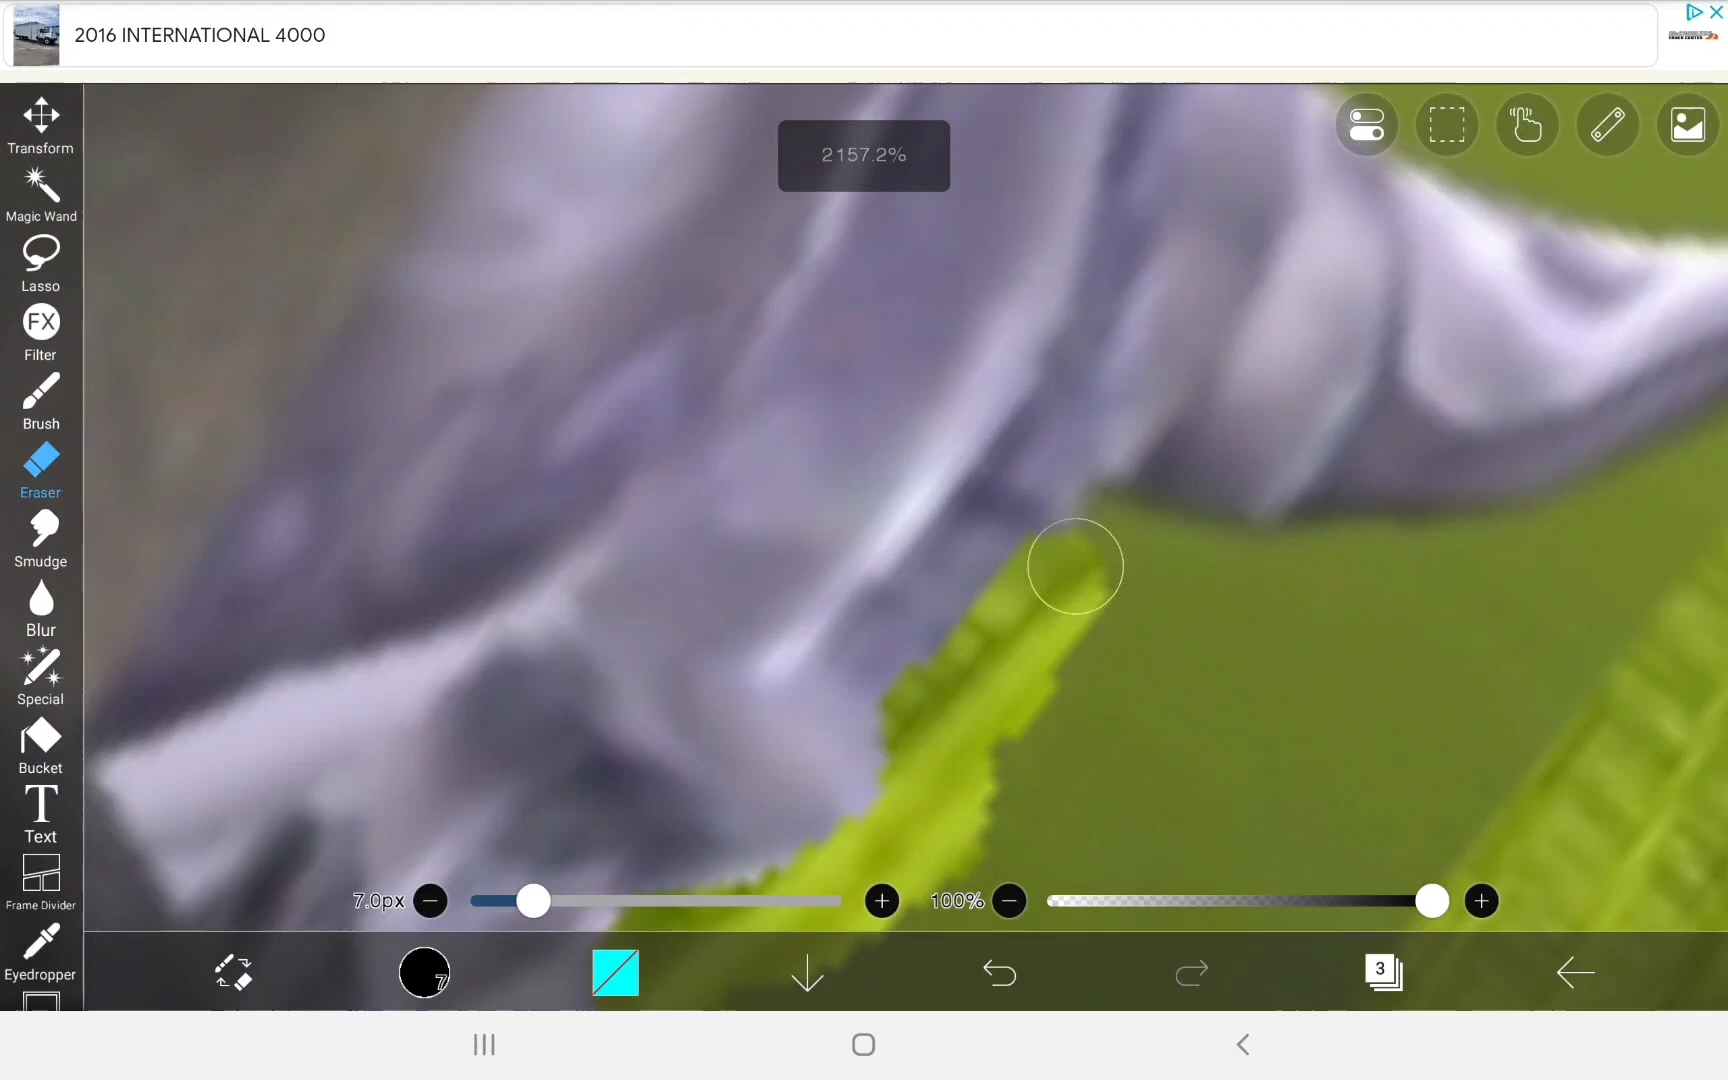 2016 INTERNATIONAL 4000
2157.2%
Transform
Magic Wand
Lasso
FX
Filter
Brush
Eraser
Smudge
Blur
Special
Bucket
T
Text
Frame Divider
Eyedropper
7.0px
100%
7
3